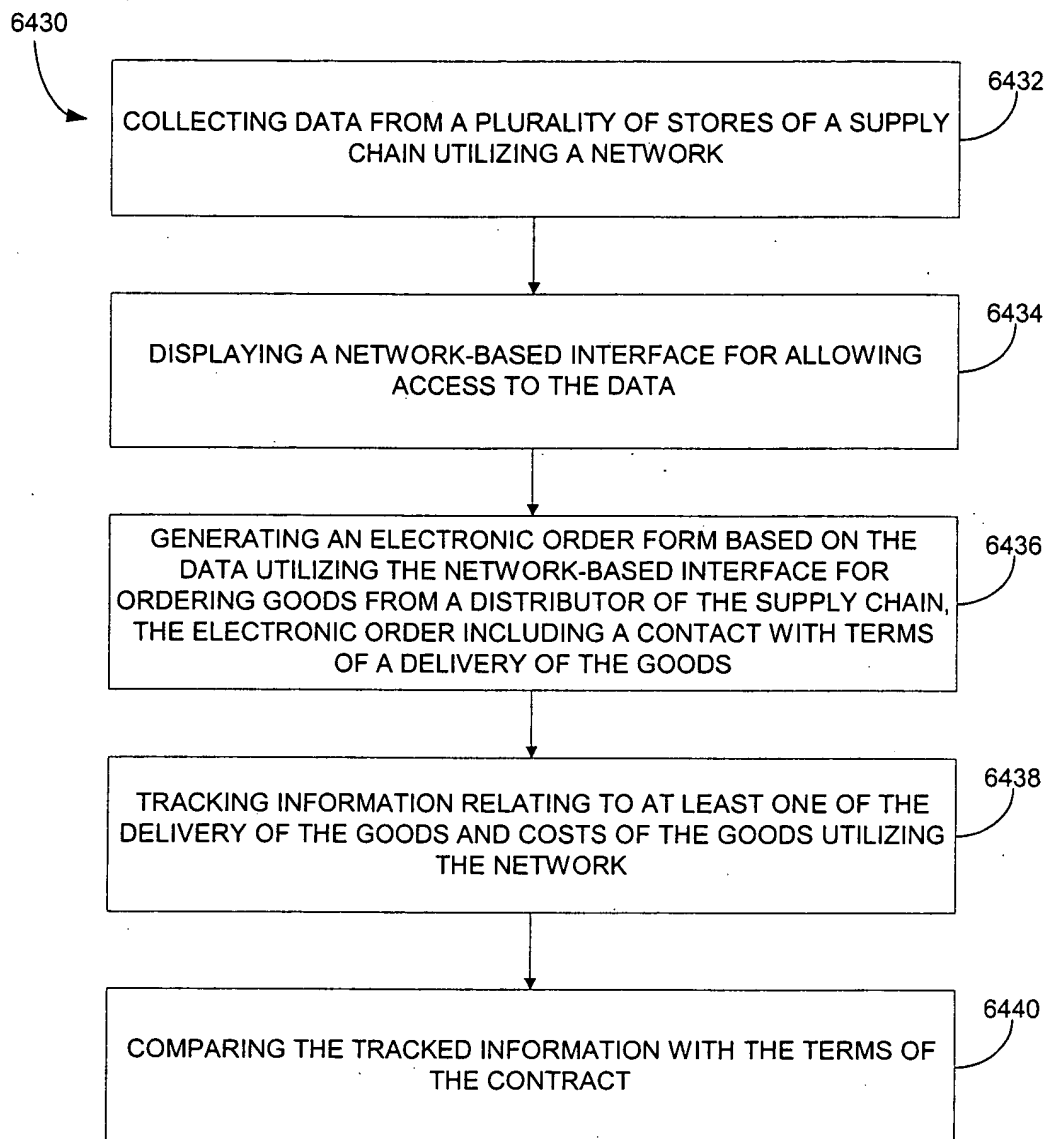 6430
6432
COLLECTING DATA FROM A PLURALITY OF STORES OF A SUPPLY
CHAIN UTILIZING A NETWORK
6434
DISPLAYING A NETWORK-BASED INTERFACE FOR ALLOWING
ACCESS TO THE DATA
6436
GENERATING AN ELECTRONIC ORDER FORM BASED ON THE
DATA UTILIZING THE NETWORK-BASED INTERFACE FOR
ORDERING GOODS FROM A DISTRIBUTOR OF THE SUPPLY CHAIN,
THE ELECTRONIC ORDER INCLUDING A CONTACT WITH TERMS
OF A DELIVERY OF THE GOODS
6438
TRACKING INFORMATION RELATING TO AT LEAST ONE OF THE
DELIVERY OF THE GOODS AND COSTS OF THE GOODS UTILIZING
THE NETWORK
6440
COMPARING THE TRACKED INFORMATION WITH THE TERMS OF
THE CONTRACT